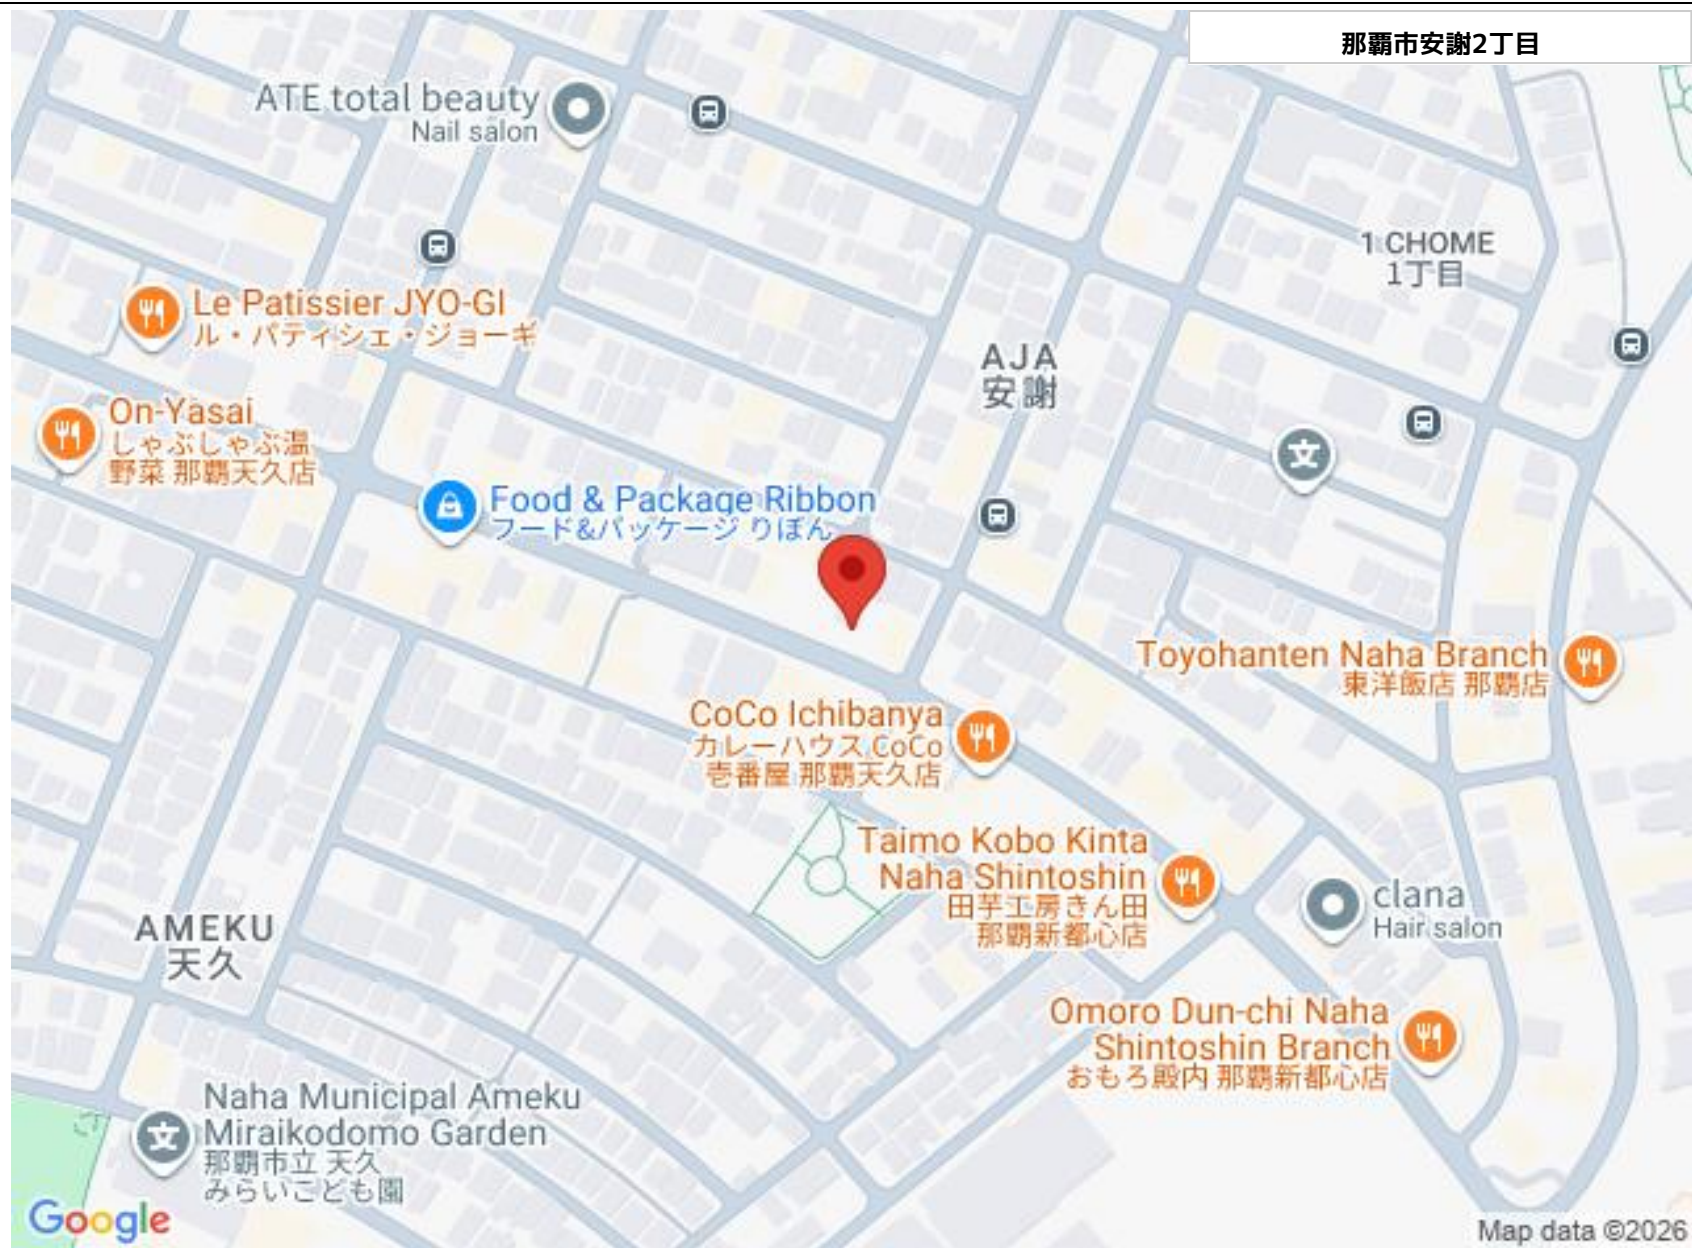 那覇市安謝2丁目
ATE total beauty
Nail salon
1 CHOME
1丁目
Le Patissier JYO-GI
ル・パティシェ・ジョーギ
AJA
安謝
On-Yasai
しゃぶしゃぶ温
野菜 那覇天久店
Food & Package Ribbon
フード&パッケージ りぼん
Toyohanten Naha Branch
東洋飯店 那覇店
CoCo Ichibanya
カレーハウス CoCo
壱番屋 那覇天久店
Taimo Kobo Kinta
Naha Shintoshin
田芋工房きん田
那覇新都心店
clana
Hair salon
AMEKU
天久
Omoro Dun-chi Naha
Shintoshin Branch
おもろ殿内 那覇新都心店
Naha Municipal Ameku
Miraikodomo Garden
那覇市立 天久
みらいこども園
Google
Map data ©2026